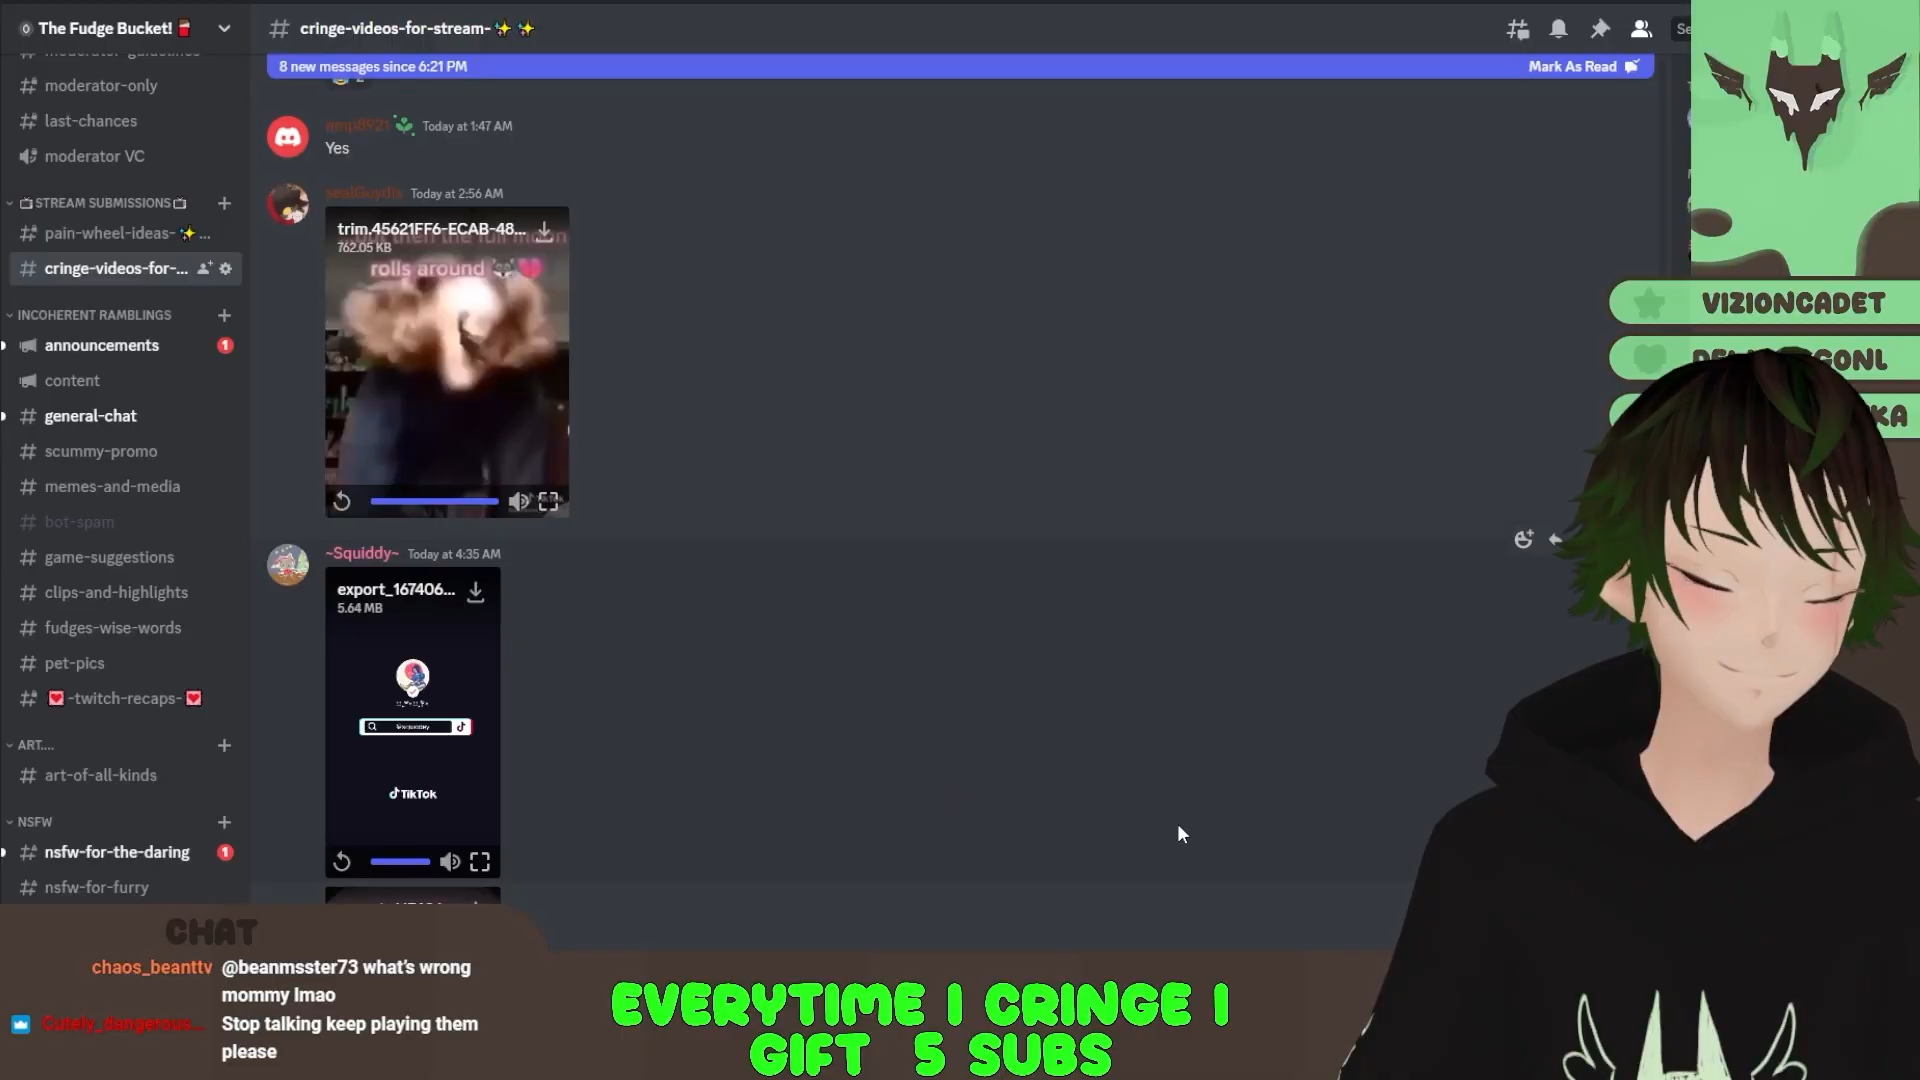 The Fudge Bucket!
moderator-only
last-chances
moderator VC
STREAM SUBMISSIONS
pain-wheel-ideas-✨...
cringe-videos-for-...
INCOHERENT RAMBLINGS
announcements 1
content
general-chat
scummy-promo
memes-and-media
bot-spam
game-suggestions
clips-and-highlights
fudges-wise-words
pet-pics
💌-twitch-recaps-💌
ART....
art-of-all-kinds
NSFW
nsfw-for-the-daring 1
nsfw-for-furry
cringe-videos-for-stream-✨✨
8 new messages since 6:21 PM
Mark As Read
Today at 1:47 AM
Yes
Today at 2:56 AM
trim.45621FF6-ECAB-48...
762.05 KB
rolls around
~Squiddy~ Today at 4:35 AM
export_167406...
5.64 MB
TikTok
Se
VIZIONCADET
KA
CHAT
chaos_beanttv @beanmsster73 what's wrong
mommy lmao
Cutely_dangerous... Stop talking keep playing them
please
EVERYTIME I CRINGE I
GIFT 5 SUBS